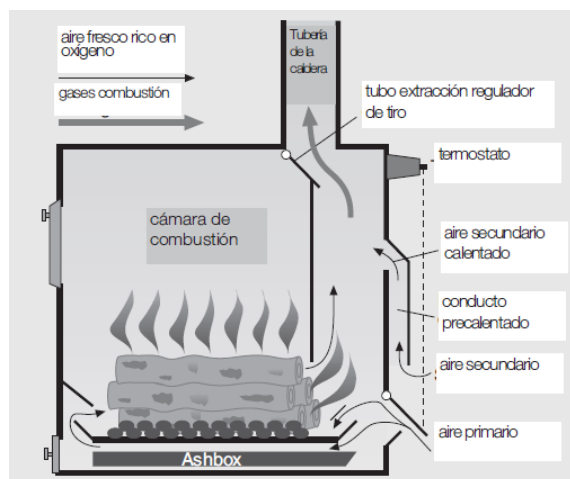 aire fresco rico en
oxígeno
gases combustión
Tubería
de la
caldera
tubo extracción regulador
de tiro
termostato
cámara de
combustión
aire secundario
calentado
conducto
precalentado
aire secundario
aire primario
Ashbox